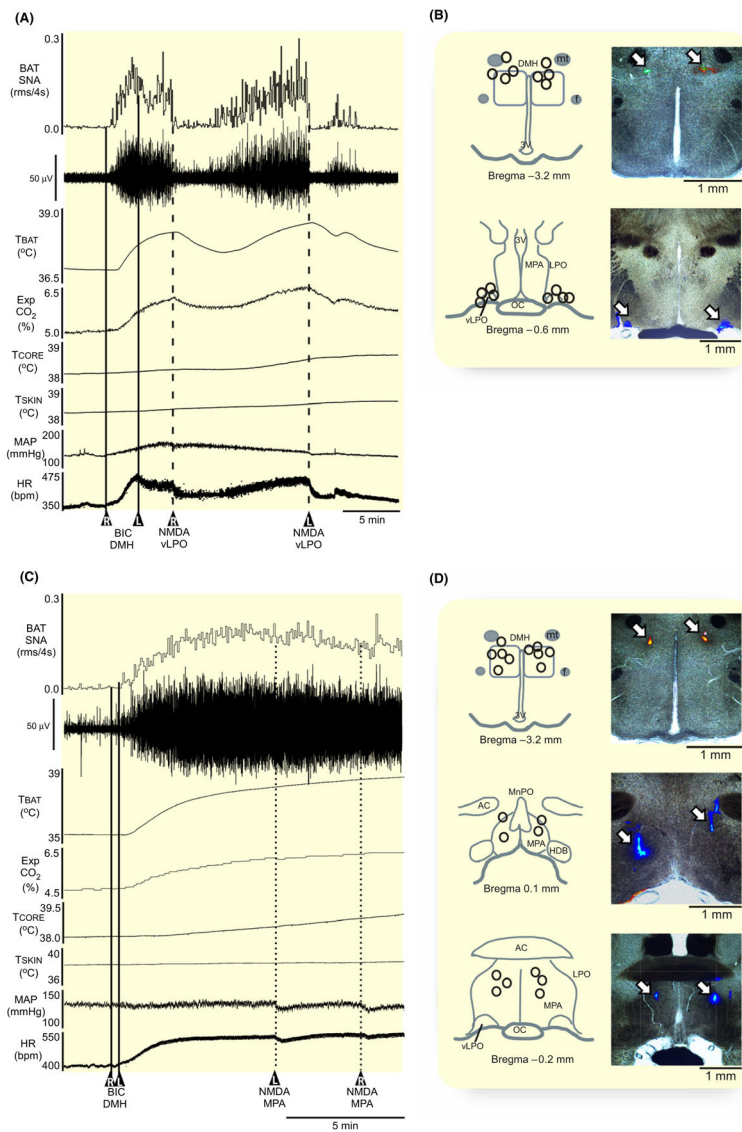 (A)
0.3
BAT
SNA
(rms/4s)
0.0
50 µV
39.0
TBAT
(ºC)
36.5
6.5
Exp
CO2
(%)
5.0
39
TCORE
(ºC)
38
39
TSKIN
(ºC)
38
200
MAP
(mmHg)
100
475
HR
(bpm)
350
R L R L
BIC
DMH
NMDA
vLPO
NMDA
vLPO
5 min
(B)
DMH
mt
f
3V
Bregma –3.2 mm
1 mm
3V
MPA
LPO
OC
vLPO
Bregma –0.6 mm
1 mm
(C)
0.3
BAT
SNA
(rms/4s)
0.0
50 µV
39
TBAT
(ºC)
35
6.5
Exp
CO2
(%)
4.5
39.5
TCORE
(ºC)
38.0
40
TSKIN
(ºC)
36
150
MAP
(mmHg)
100
550
HR
(bpm)
400
R L L R
BIC
DMH
NMDA
MPA
NMDA
MPA
5 min
(D)
DMH
mt
f
3V
Bregma –3.2 mm
1 mm
MnPO
AC
MPA
HDB
Bregma 0.1 mm
1 mm
AC
LPO
MPA
OC
vLPO
Bregma –0.2 mm
1 mm